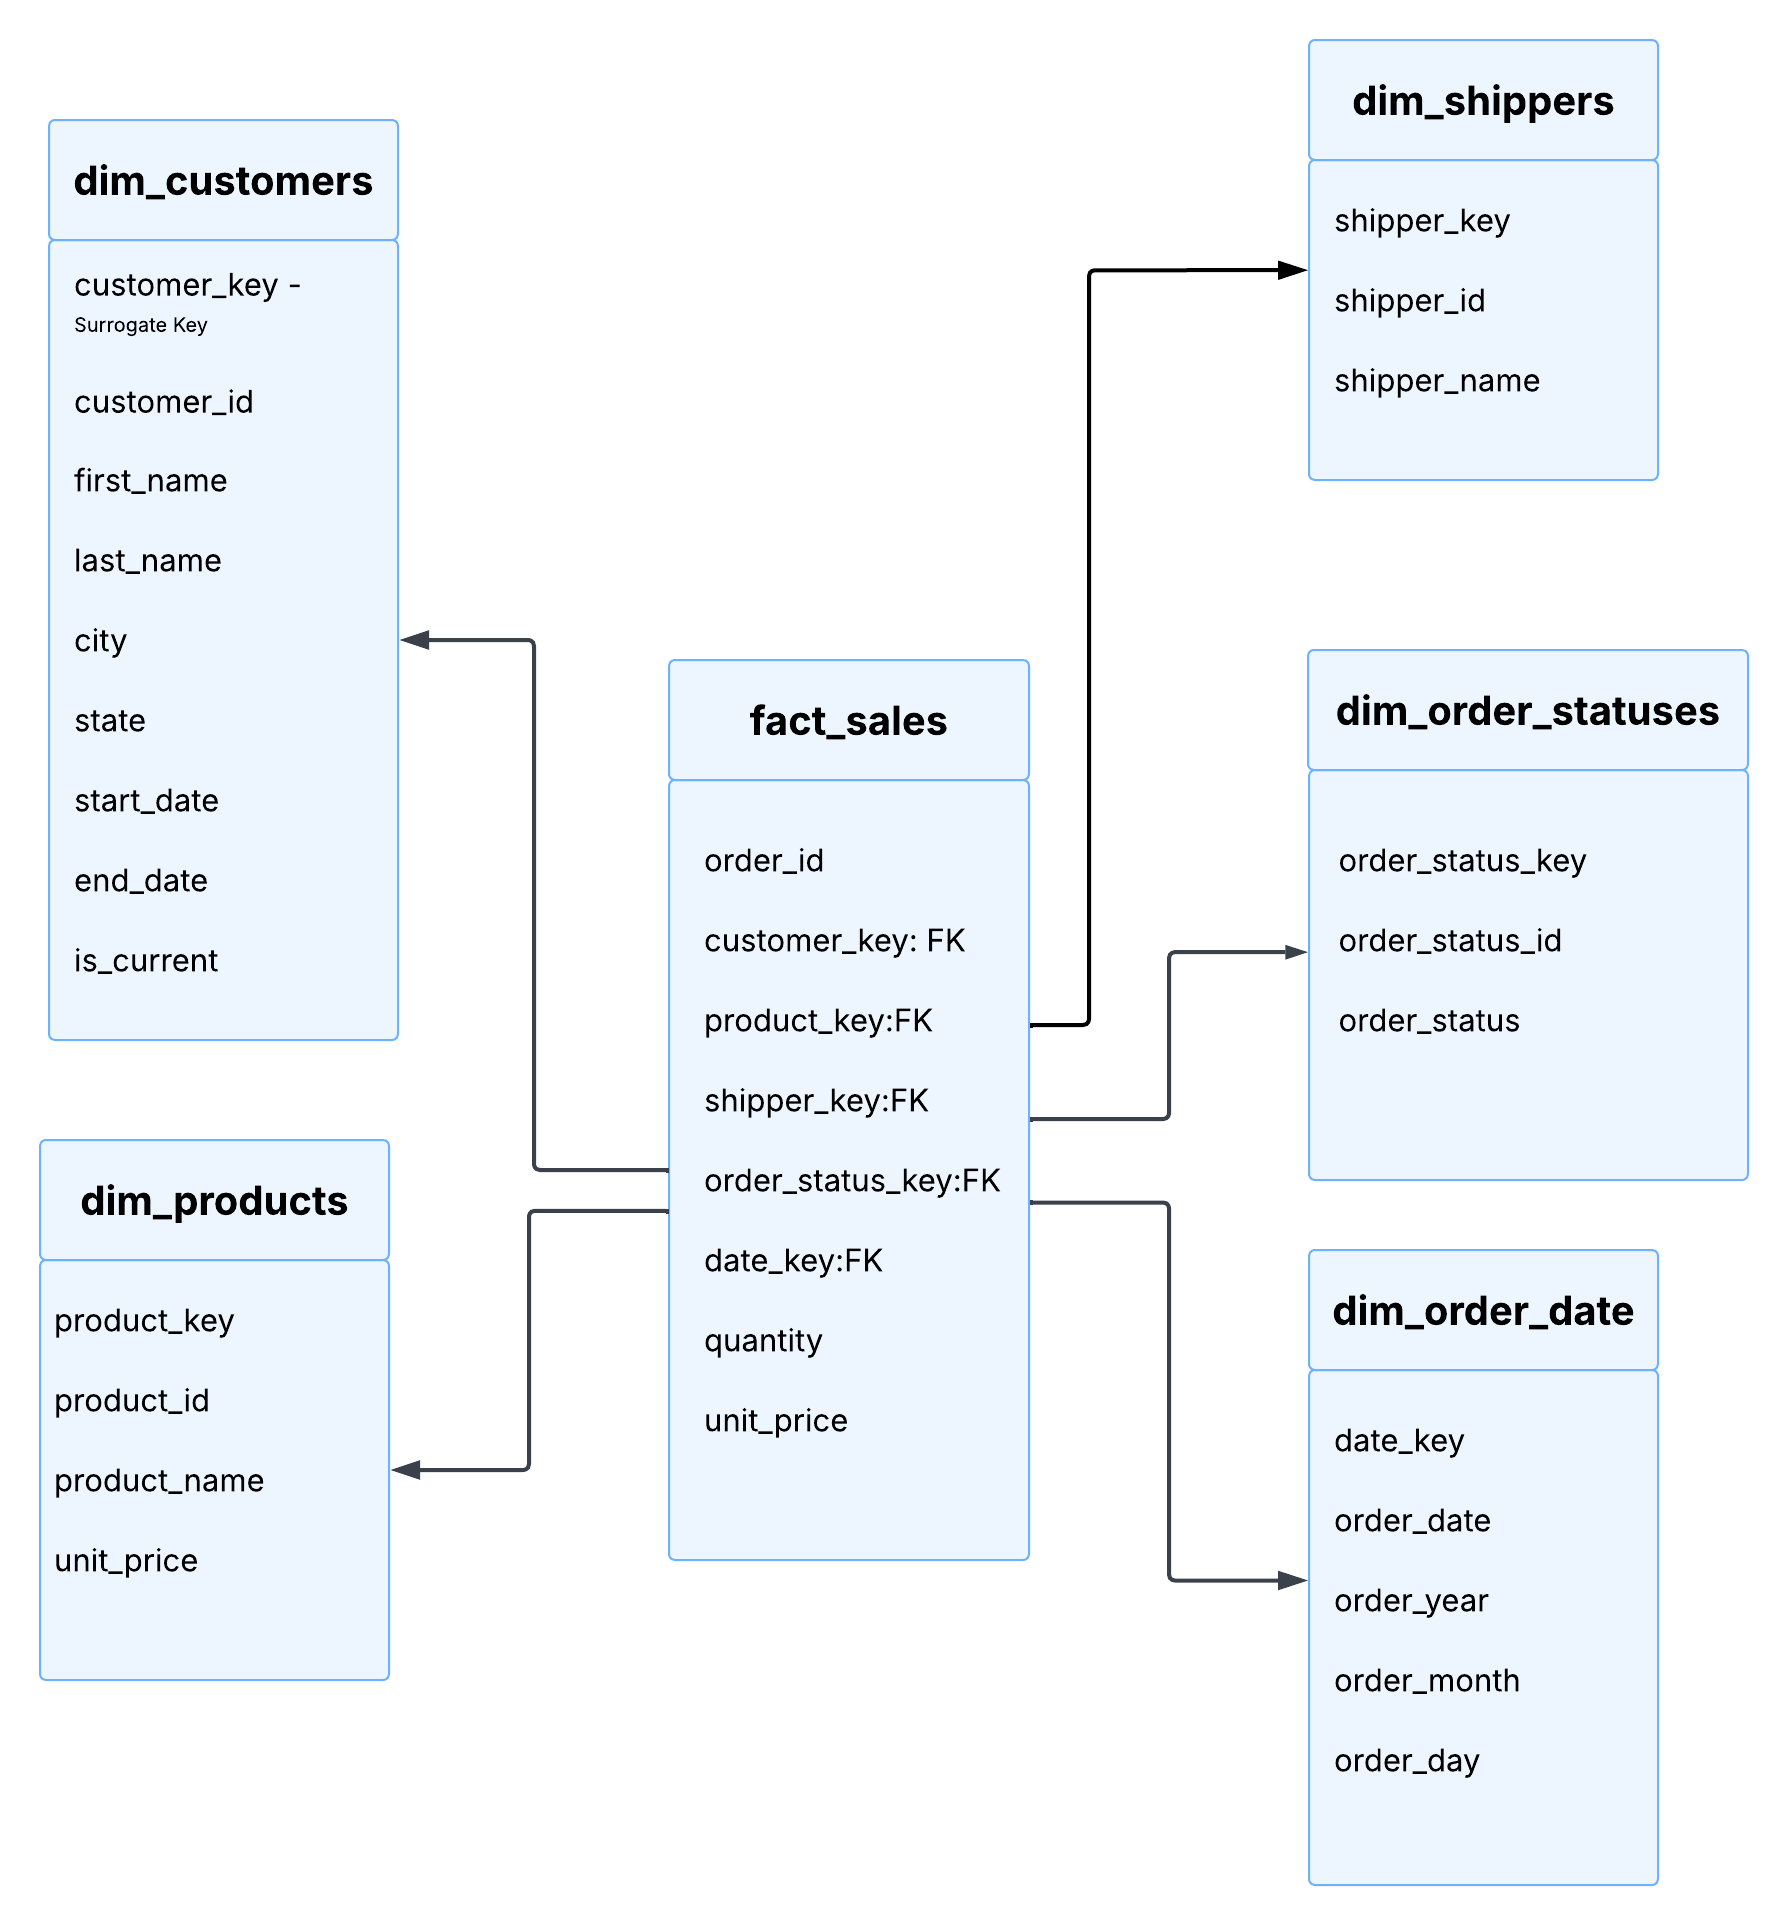 dim_customers
customer_key -
Surrogate Key
customer_id
first_name
last_name
city
state
start_date
end_date
is_current
dim_products
product_key
product_id
product_name
unit_price
fact_sales
order_id
customer_key: FK
product_key:FK
shipper_key:FK
order_status_key:FK
date_key:FK
quantity
unit_price
dim_shippers
shipper_key
shipper_id
shipper_name
dim_order_statuses
order_status_key
order_status_id
order_status
dim_order_date
date_key
order_date
order_year
order_month
order_day